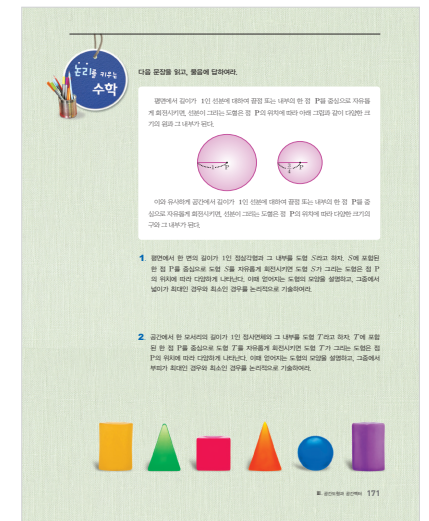 논리를 키우는
수학
다음 문장을 읽고, 물음에 답하여라.
평면에서 길이가 1인 선분에 대하여 끝점 또는 내부의 한 점 P를 중심으로 자유롭
게 회전시키면, 선분이 그리는 도형은 점 P의 위치에 따라 아래 그림과 같이 다양한 크
기의 원과 그 내부가 된다.
1 P
P
이와 유사하게 공간에서 길이가 1인 선분에 대하여 끝점 또는 내부의 한 점 P를 중
심으로 자유롭게 회전시키면, 선분이 그리는 도형은 점 P의 위치에 따라 다양한 크기의
구와 그 내부가 된다.
1 평면에서 한 변의 길이가 1인 정삼각형과 그 내부를 도형 S라고 하자. S에 포함된
한 점 P를 중심으로 도형 S를 자유롭게 회전시키면 도형 S가 그리는 도형은 점 P
의 위치에 따라 다양하게 나타난다. 이때 얻어지는 도형의 모양을 설명하고, 그중에서
넓이가 최대인 경우와 최소인 경우를 논리적으로 기술하여라.
2 공간에서 한 모서리의 길이가 1인 정사면체와 그 내부를 도형 T라고 하자. T에 포함
된 한 점 P를 중심으로 도형 T를 자유롭게 회전시키면 도형 T가 그리는 도형은 점
P의 위치에 따라 다양하게 나타난다. 이때 얻어지는 도형의 모양을 설명하고, 그중에서
부피가 최대인 경우와 최소인 경우를 논리적으로 기술하여라.
공간도형과 공간벡터 171